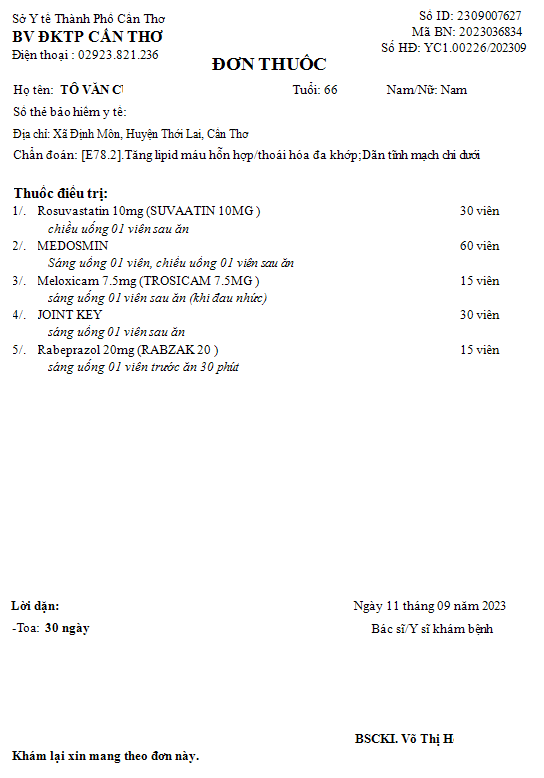 Sở Y tế Thành Phố Cần Thơ
BV ĐKTP CẦN THƠ
Điện thoại : 02923.821.236
Số ID: 2309007627
Mã BN: 2023036834
Số HĐ: YC1.00226/202309
ĐƠN THUỐC
Họ tên: TÔ VĂN C
Tuổi: 66
Nam/Nữ: Nam
Số thẻ bảo hiểm y tế:
Địa chỉ: Xã Định Môn, Huyện Thới Lai, Cần Thơ
Chẩn đoán: [E78.2].Tăng lipid máu hỗn hợp/thoái hóa đa khớp;Dãn tĩnh mạch chi dưới
Thuốc điều trị:
1/. Rosuvastatin 10mg (SUVAATIN 10MG ) 30 viên
chiều uống 01 viên sau ăn
2/. MEDOSMIN 60 viên
Sáng uống 01 viên, chiều uống 01 viên sau ăn
3/. Meloxicam 7.5mg (TROSICAM 7.5MG ) 15 viên
sáng uống 01 viên sau ăn (khi đau nhức)
4/. JOINT KEY 30 viên
sáng uống 01 viên sau ăn
5/. Rabeprazol 20mg (RABZAK 20 ) 15 viên
sáng uống 01 viên trước ăn 30 phút
Lời dặn:
-Toa: 30 ngày
Ngày 11 tháng 09 năm 2023
Bác sĩ/Y sĩ khám bệnh
BSCKI. Võ Thị H
Khám lại xin mang theo đơn này.